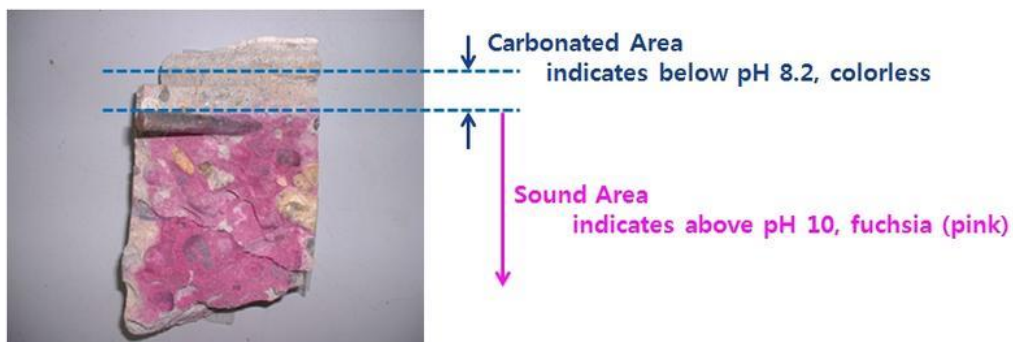 Carbonated Area
indicates below pH 8.2, colorless
Sound Area
indicates above pH 10, fuchsia (pink)